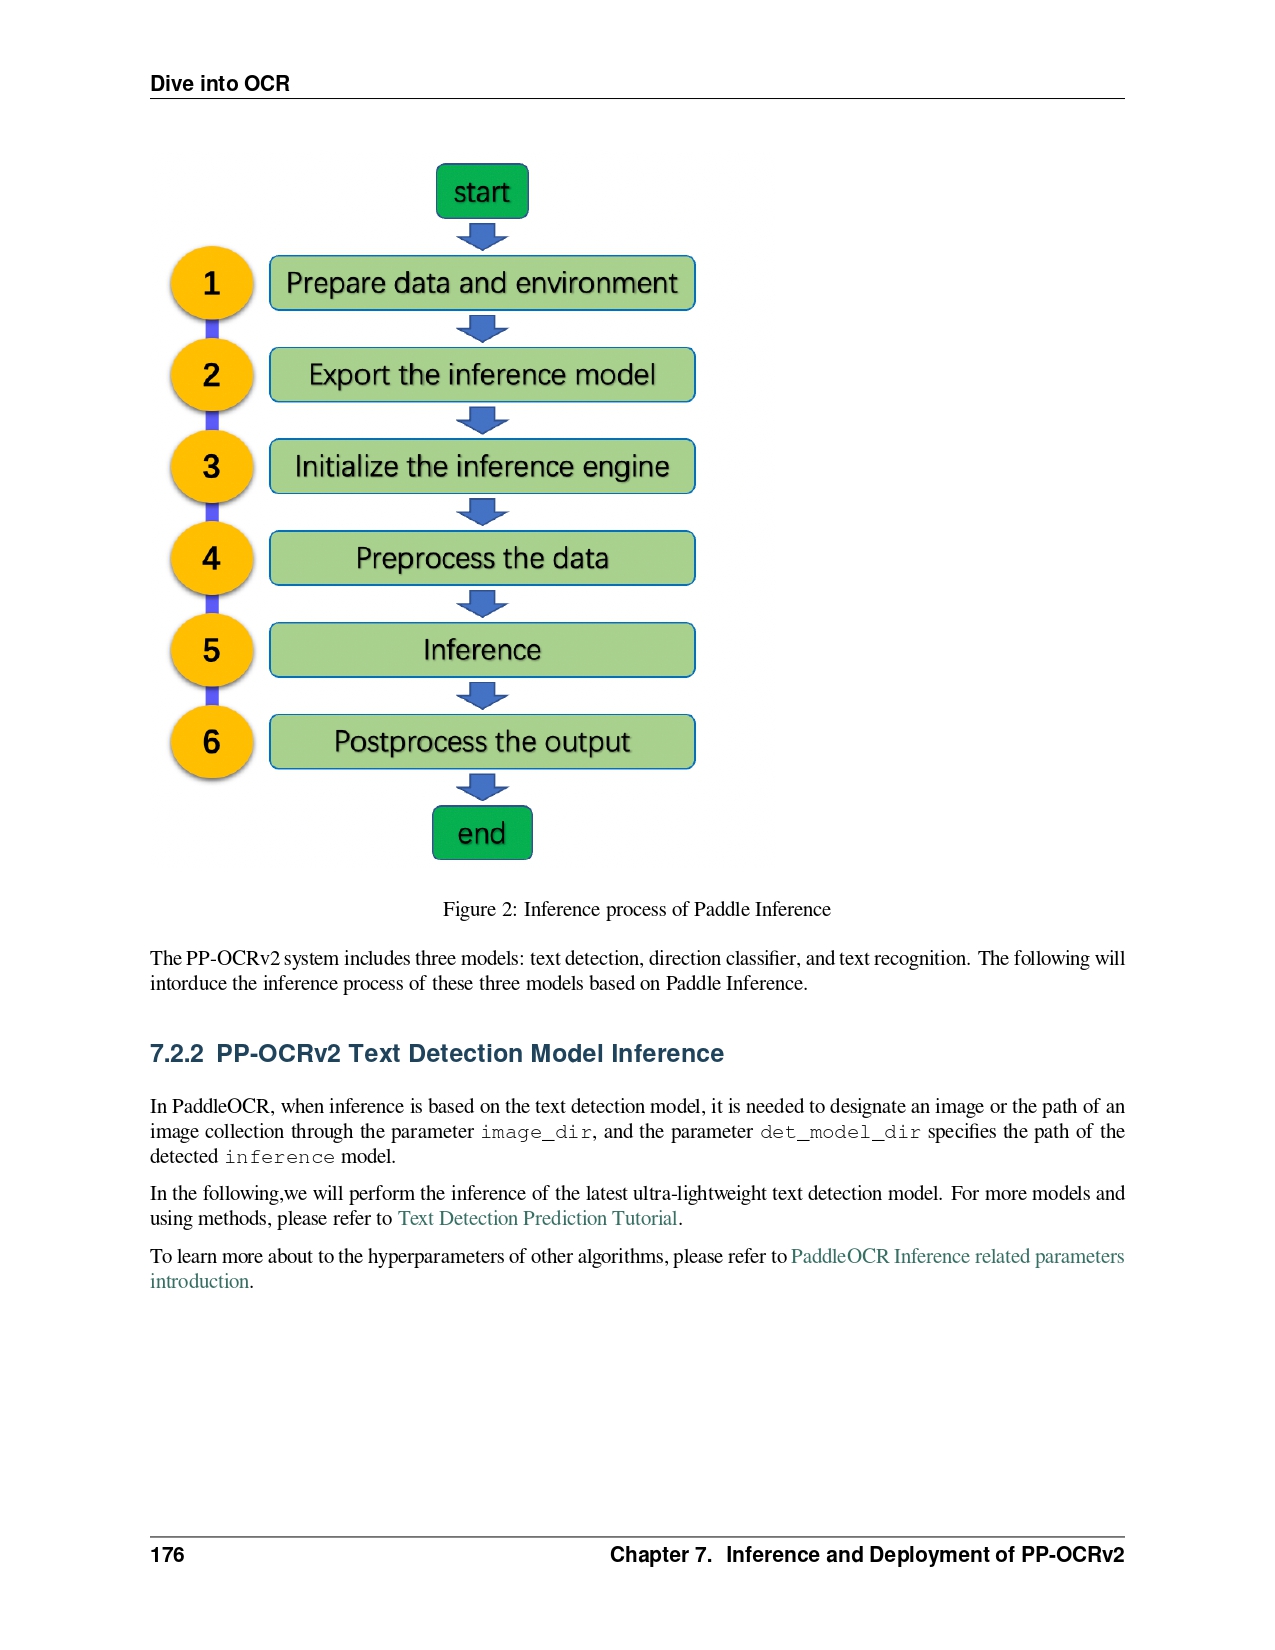 Dive into OCR
start
1 Prepare data and environment
2 Export the inference model
3 Initialize the inference engine
4 Preprocess the data
5 Inference
6 Postprocess the output
end
Figure 2: Inference process of Paddle Inference
The PP-OCRv2 system includes three models: text detection, direction classifier, and text recognition. The following will
intorduce the inference process of these three models based on Paddle Inference.
7.2.2 PP-OCRv2 Text Detection Model Inference
In PaddleOCR, when inference is based on the text detection model, it is needed to designate an image or the path of an
image collection through the parameter image_dir, and the parameter det_model_dir specifies the path of the
detected inference model.
In the following,we will perform the inference of the latest ultra-lightweight text detection model. For more models and
using methods, please refer to Text Detection Prediction Tutorial.
To learn more about to the hyperparameters of other algorithms, please refer to PaddleOCR Inference related parameters
introduction.
176 Chapter 7. Inference and Deployment of PP-OCRv2